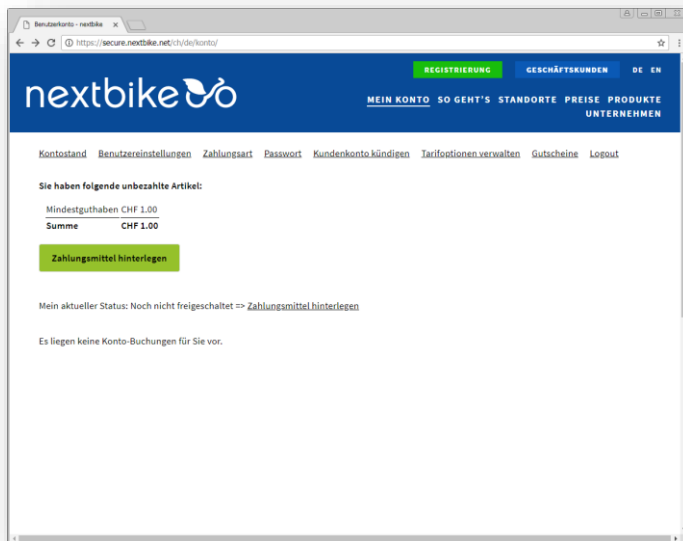 Benutzerkonto - nextbike
https://secure.nextbike.net/ch/de/konto/
REGISTRIERUNG GESCHÄFTSKUNDEN DE EN
nextbike
MEIN KONTO SO GEHT'S STANDORTE PREISE PRODUKTE
UNTERNEHMEN
Kontostand Benutzereinstellungen Zahlungsart Passwort Kundenkonto kündigen Tarifoptionen verwalten Gutscheine Logout
Sie haben folgende unbezahlte Artikel:
Mindestguthaben CHF 1.00
Summe CHF 1.00
Zahlungsmittel hinterlegen
Mein aktueller Status: Noch nicht freigeschaltet => Zahlungsmittel hinterlegen
Es liegen keine Konto-Buchungen für Sie vor.